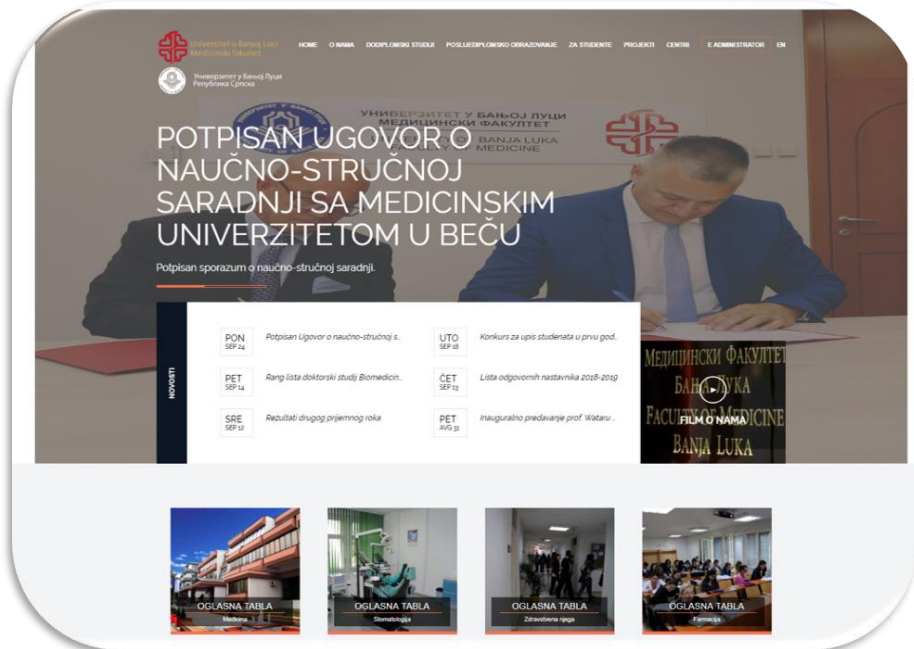 Univerzitet u Banjoj Luci
Medicinski fakultet
HOME O NAMA DODIPLOMSKI STUDIJI POSLIJEDIPLOMSKO OBRAZOVANJE ZA STUDENTE PROJEKTI CENTRI E ADMINISTRATOR EN
Универзитет у Бањој Луци
Република Српска
УНИВЕРЗИТЕТ У БАЊОЈ ЛУЦИ
МЕДИЦИНСКИ ФАКУЛТЕТ
UNIVERSITY OF BANJA LUKA
FACULTY OF MEDICINE
POTPISAN UGOVOR O
NAUČNO-STRUČNOJ
SARADNJI SA MEDICINSKIM
UNIVERZITETOM U BEČU
Potpisan sporazum o naučno-stručnoj saradnji.
NOVOSTI
PON
SEP 24
Potpisan Ugovor o naučno-stručnoj s...
UTO
SEP 18
Konkurs za upis studenata u prvu god...
PET
SEP 14
Rang lista doktorski studij Biomedicin...
ČET
SEP 13
Lista odgovornih nastavnika 2018-2019
SRE
SEP 12
Rezultati drugog prijemnog roka
PET
AVG 31
Inauguralno predavanje prof. Wataru ...
МЕДИЦИНСКИ ФАКУЛТЕТ
БАЊА ЛУКА
FACULTY OF MEDICINE
BANJA LUKA
FILM O NAMA
OGLASNA TABLA
Medicina
OGLASNA TABLA
Stomatologija
OGLASNA TABLA
Zdravstvena njega
OGLASNA TABLA
Farmacija